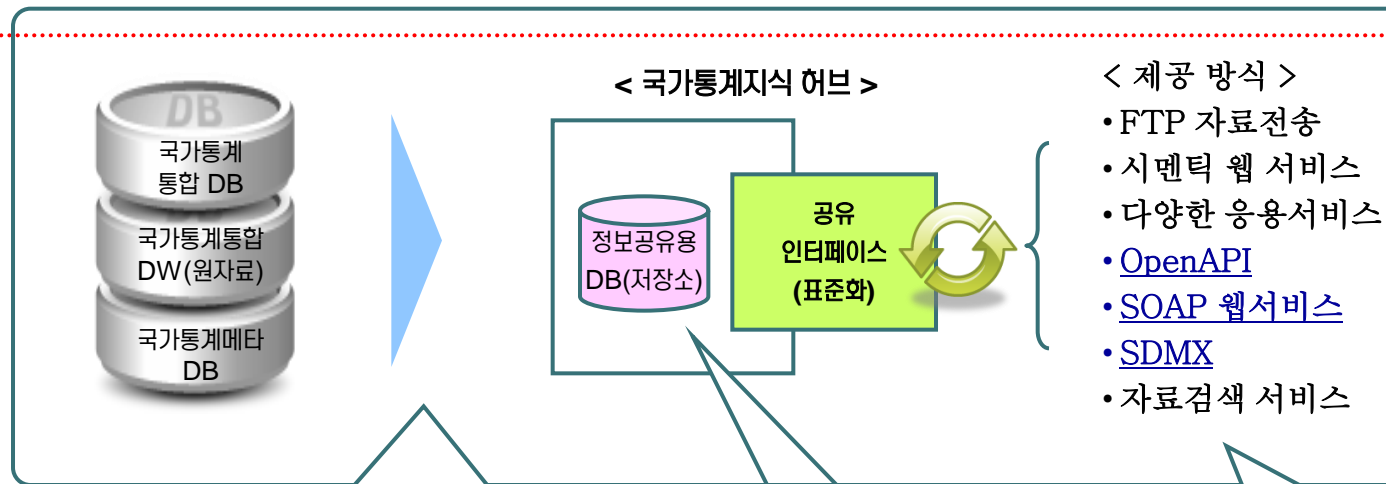 DB
국가통계
통합 DB
국가통계통합
DW(원자료)
국가통계메타
DB
< 국가통계지식 허브 >
정보공유용
DB(저장소)
공유
인터페이스
(표준화)
< 제공 방식 >
•FTP 자료전송
•시멘틱 웹 서비스
•다양한 응용서비스
•OpenAPI
•SOAP 웹서비스
•SDMX
•자료검색 서비스